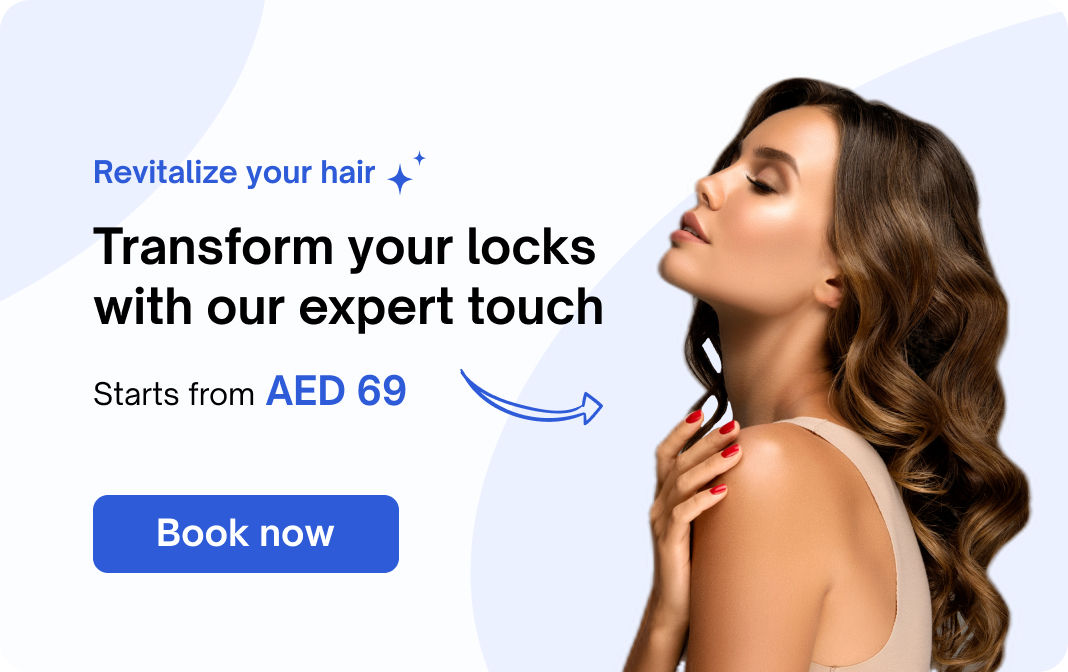 Revitalize your hair
Transform your locks
with our expert touch
Starts from AED 69
Book now